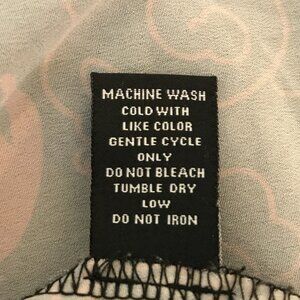 MACHINE WASH
COLD WITH
LIKE COLOR
GENTLE CYCLE
ONLY
DO NOT BLEACH
TUMBLE DRY
LOW
DO NOT IRON